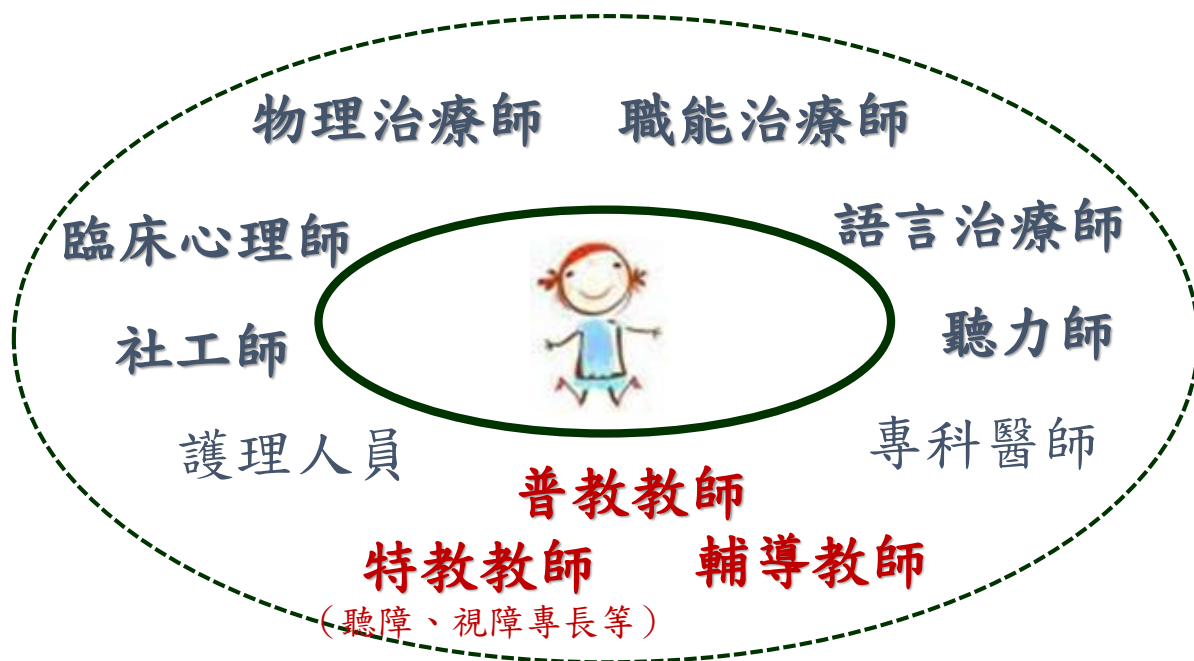 物理治療師 職能治療師
臨床心理師 語言治療師
社工師 聽力師
護理人員 專科醫師
普教教師
特教教師 輔導教師
（聽障、視障專長等）